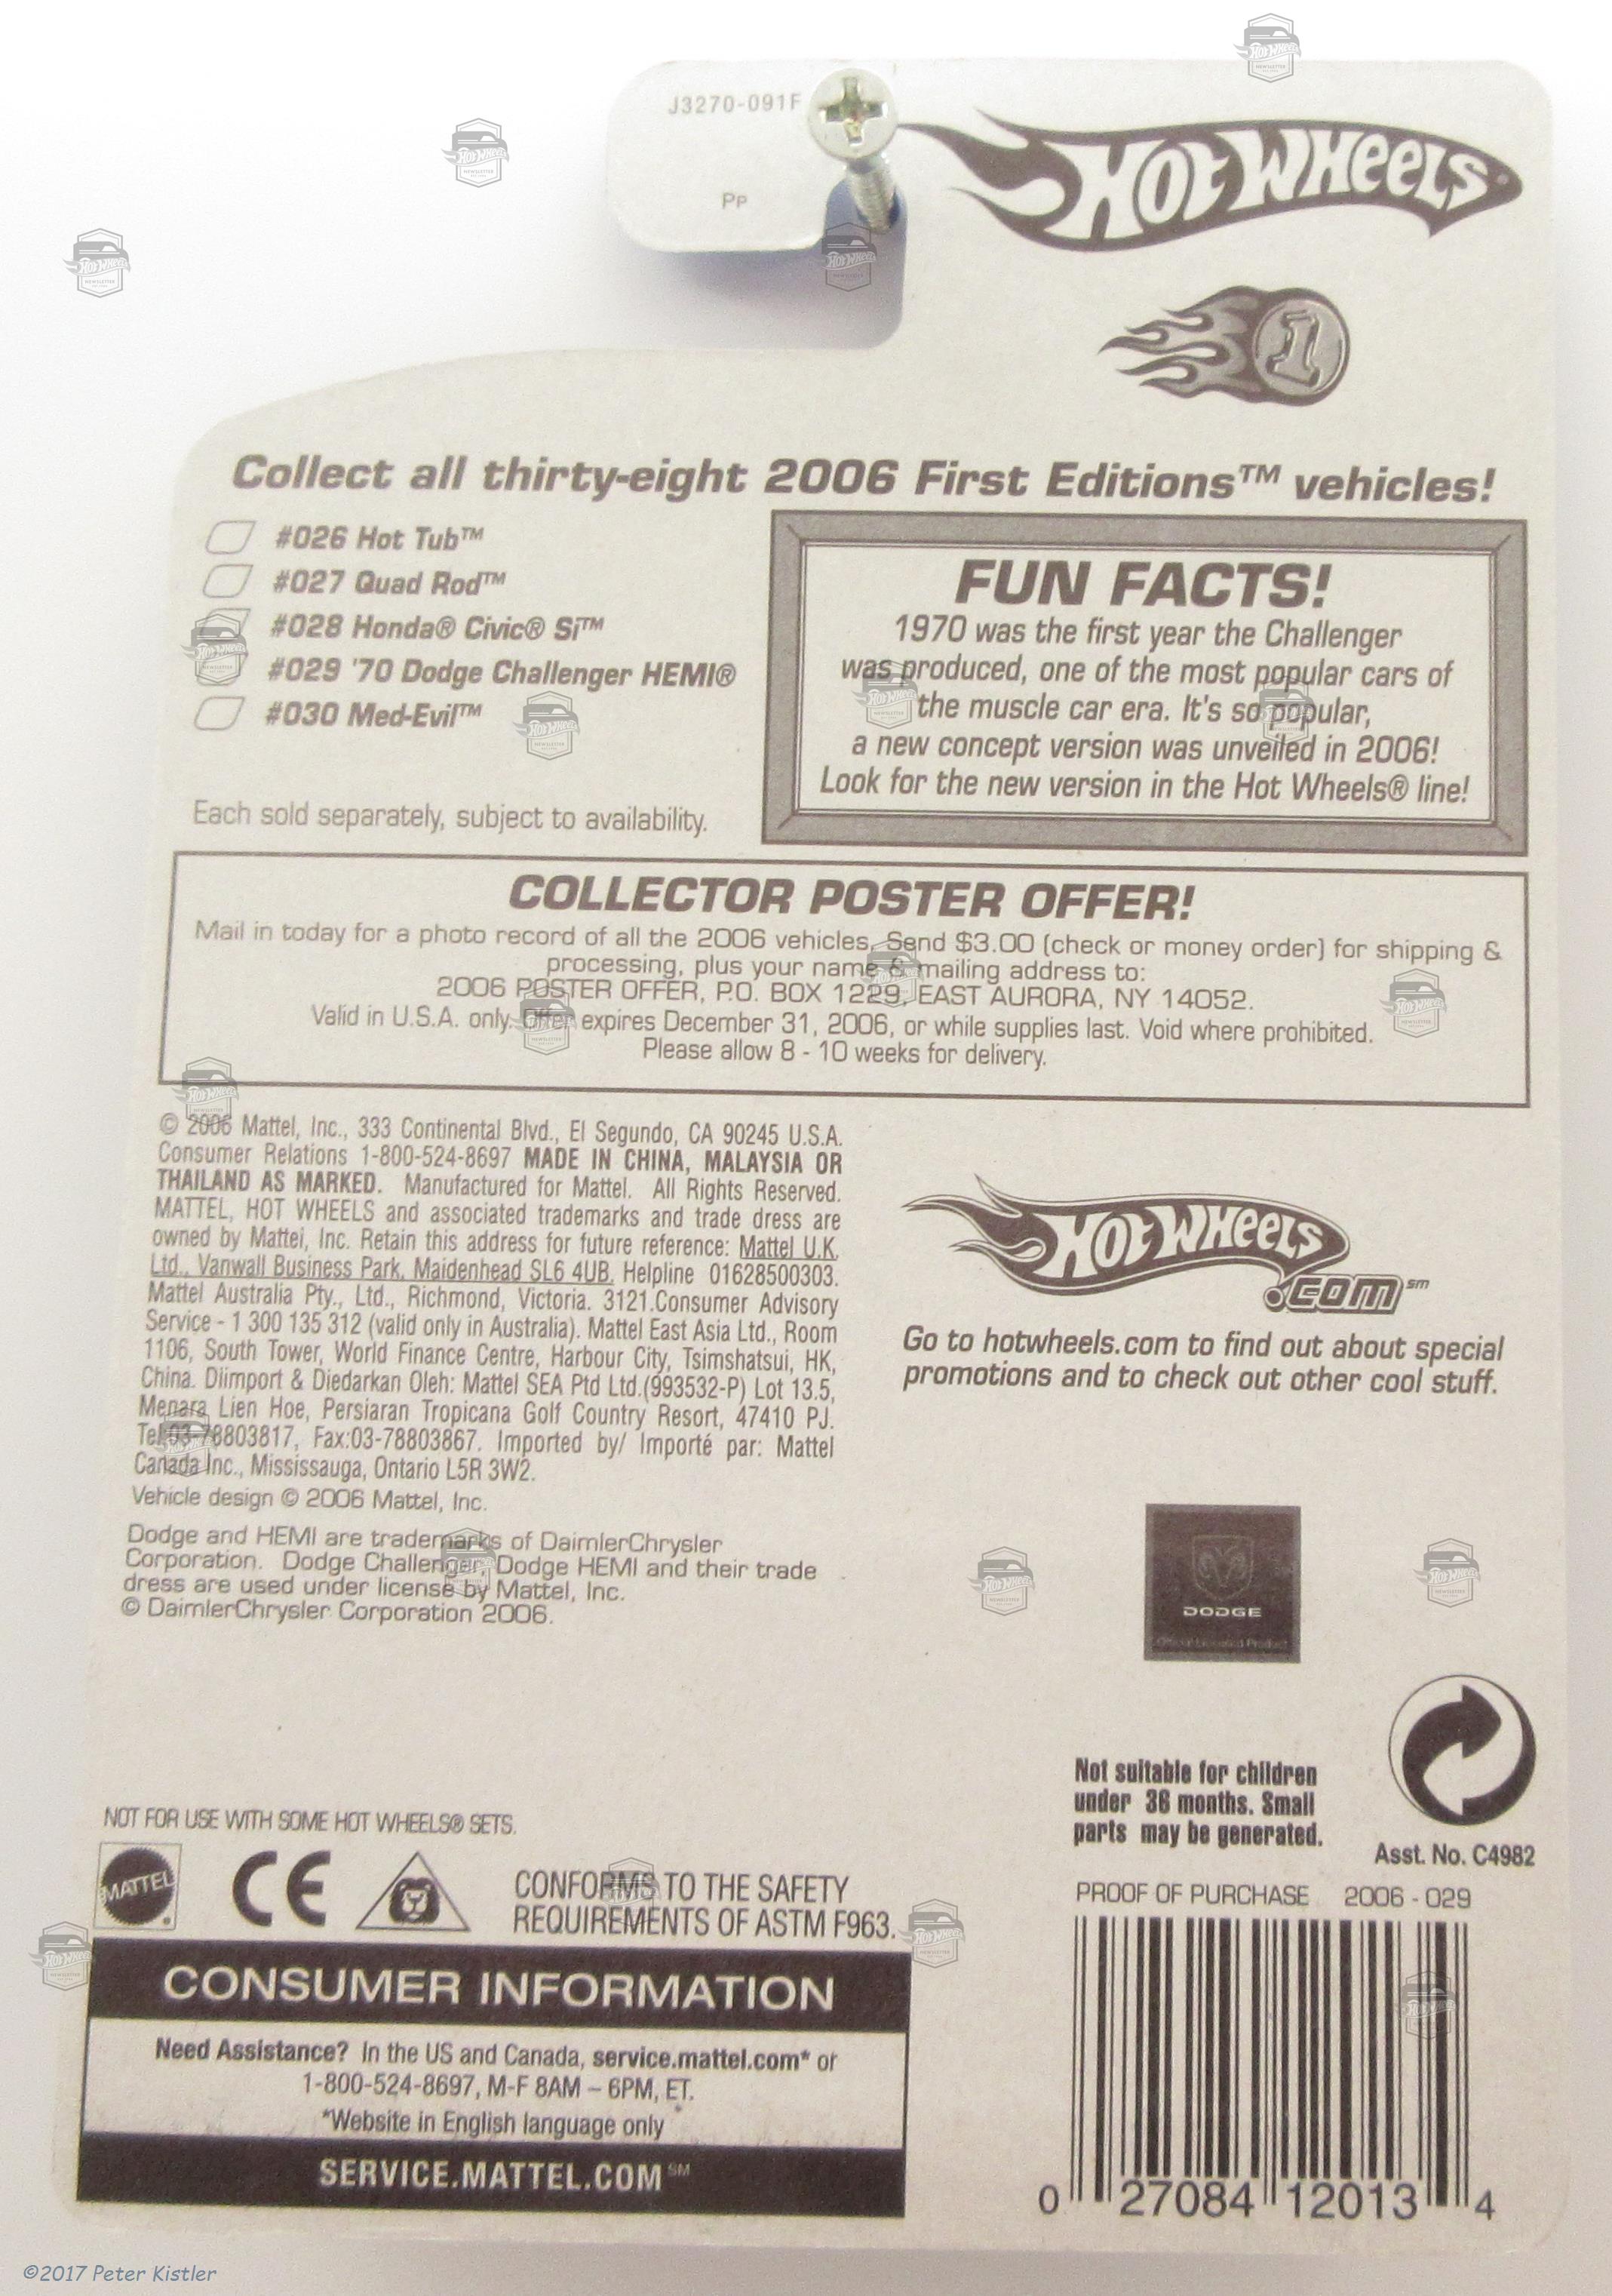 J3270-091F
Pp
HOT WHEELS
1
Collect all thirty-eight 2006 First Editions™ vehicles!
#026 Hot Tub™
#027 Quad Rod™
#028 Honda® Civic® Si™
#029 '70 Dodge Challenger HEMI®
#030 Med-Evil™
Each sold separately, subject to availability.
FUN FACTS!
1970 was the first year the Challenger
was produced, one of the most popular cars of
the muscle car era. It's so popular,
a new concept version was unveiled in 2006!
Look for the new version in the Hot Wheels® line!
COLLECTOR POSTER OFFER!
Mail in today for a photo record of all the 2006 vehicles. Send $3.00 (check or money order) for shipping &
processing, plus your name & mailing address to:
2006 POSTER OFFER, P.O. BOX 1229, EAST AURORA, NY 14052.
Valid in U.S.A. only. Offer expires December 31, 2006, or while supplies last. Void where prohibited.
Please allow 8 - 10 weeks for delivery.
© 2006 Mattel, Inc., 333 Continental Blvd., El Segundo, CA 90245 U.S.A.
Consumer Relations 1-800-524-8697 MADE IN CHINA, MALAYSIA OR
THAILAND AS MARKED. Manufactured for Mattel. All Rights Reserved.
MATTEL, HOT WHEELS and associated trademarks and trade dress are
owned by Mattel, Inc. Retain this address for future reference: Mattel U.K.
Ltd., Vanwall Business Park, Maidenhead SL6 4UB. Helpline 01628500303.
Mattel Australia Pty., Ltd., Richmond, Victoria. 3121.Consumer Advisory
Service - 1 300 135 312 (valid only in Australia). Mattel East Asia Ltd., Room
1106, South Tower, World Finance Centre, Harbour City, Tsimshatsui, HK,
China. Diimport & Diedarkan Oleh: Mattel SEA Ptd Ltd.(993532-P) Lot 13.5,
Menara Lien Hoe, Persiaran Tropicana Golf Country Resort, 47410 PJ.
Tel:03-78803817, Fax:03-78803867. Imported by/ Importé par: Mattel
Canada Inc., Mississauga, Ontario L5R 3W2.
Vehicle design © 2006 Mattel, Inc.
Dodge and HEMI are trademarks of DaimlerChrysler
Corporation. Dodge Challenger, Dodge HEMI and their trade
dress are used under license by Mattel, Inc.
© DaimlerChrysler Corporation 2006.
HOT WHEELS
.COM℠
Go to hotwheels.com to find out about special
promotions and to check out other cool stuff.
DODGE
Official Licensed Product
Not suitable for children
under 36 months. Small
parts may be generated.
Asst. No. C4982
NOT FOR USE WITH SOME HOT WHEELS® SETS.
MATTEL
CE
CONFORMS TO THE SAFETY
REQUIREMENTS OF ASTM F963.
CONSUMER INFORMATION
Need Assistance? In the US and Canada, service.mattel.com* or
1-800-524-8697, M-F 8AM – 6PM, ET.
*Website in English language only
SERVICE.MATTEL.COM℠
PROOF OF PURCHASE 2006 - 029
0 27084 12013 4
©2017 Peter Kistler